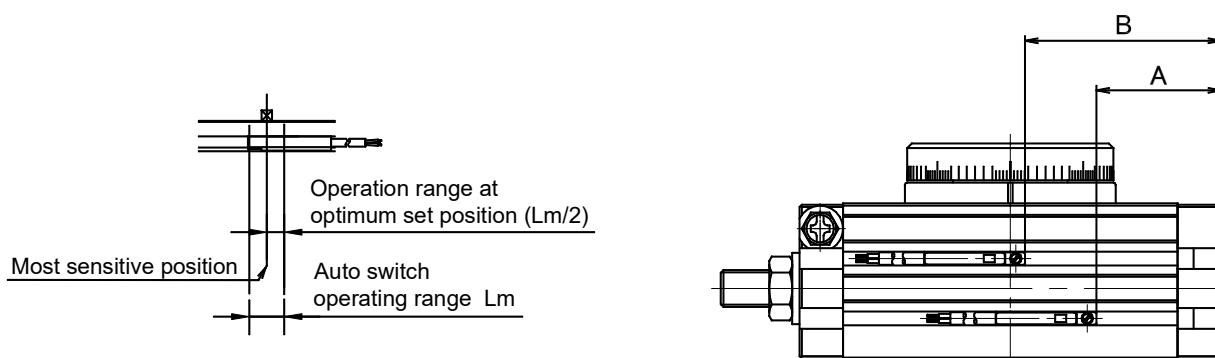 B
A
Operation range at
optimum set position (Lm/2)
Most sensitive position
Auto switch
operating range Lm